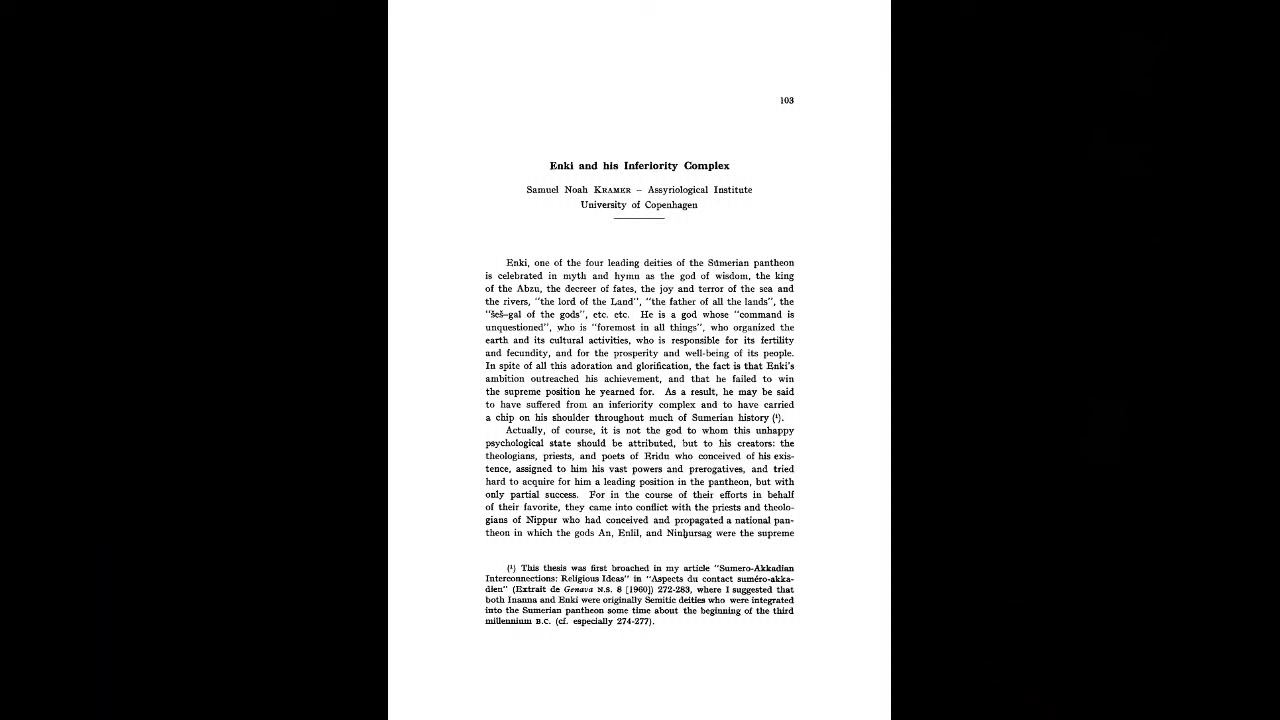 103
Enki and his Inferiority Complex
Samuel Noah KRAMER – Assyriological Institute
University of Copenhagen
Enki, one of the four leading deities of the Sumerian pantheon
is celebrated in myth and hymn as the god of wisdom, the king
of the Abzu, the decreer of fates, the joy and terror of the sea and
the rivers, "the lord of the Land", "the father of all the lands", the
"šeš–gal of the gods", etc. etc. He is a god whose "command is
unquestioned", who is "foremost in all things", who organized the
earth and its cultural activities, who is responsible for its fertility
and fecundity, and for the prosperity and well-being of its people.
In spite of all this adoration and glorification, the fact is that Enki's
ambition outreached his achievement, and that he failed to win
the supreme position he yearned for. As a result, he may be said
to have suffered from an inferiority complex and to have carried
a chip on his shoulder throughout much of Sumerian history (¹).
Actually, of course, it is not the god to whom this unhappy
psychological state should be attributed, but to his creators: the
theologians, priests, and poets of Eridu who conceived of his exis-
tence, assigned to him his vast powers and prerogatives, and tried
hard to acquire for him a leading position in the pantheon, but with
only partial success. For in the course of their efforts in behalf
of their favorite, they came into conflict with the priests and theolo-
gians of Nippur who had conceived and propagated a national pan-
theon in which the gods An, Enlil, and Ninḫursag were the supreme
(¹) This thesis was first broached in my article "Sumero-Akkadian
Interconnections: Religious Ideas" in "Aspects du contact suméro-akka-
dien" (Extrait de Genava N.S. 8 [1960]) 272-283, where I suggested that
both Inanna and Enki were originally Semitic deities who were integrated
into the Sumerian pantheon some time about the beginning of the third
millennium B.C. (cf. especially 274-277).